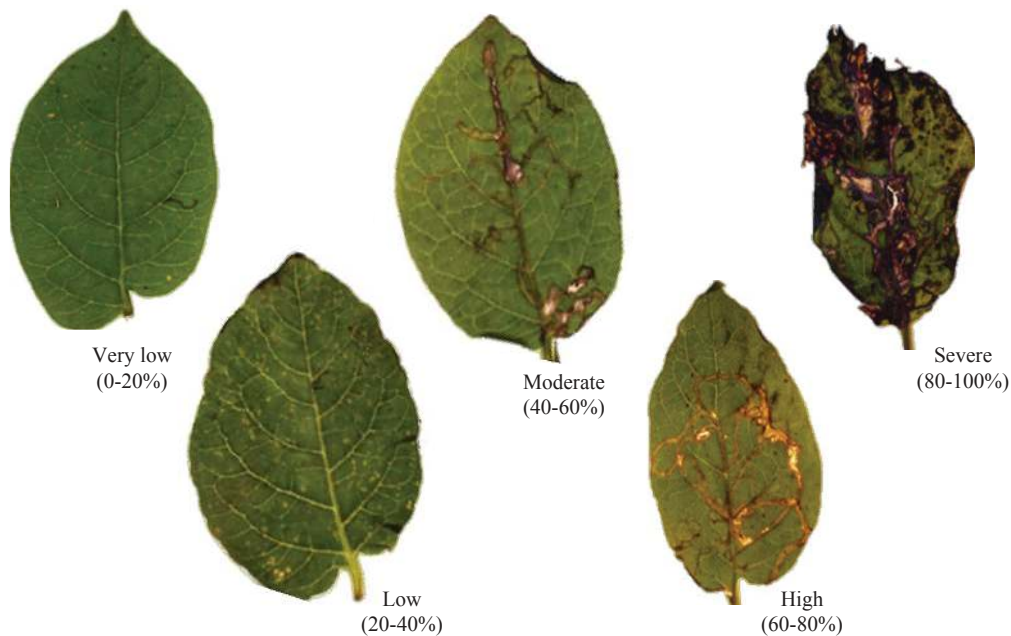 Very low
(0-20%)
Low
(20-40%)
Moderate
(40-60%)
High
(60-80%)
Severe
(80-100%)